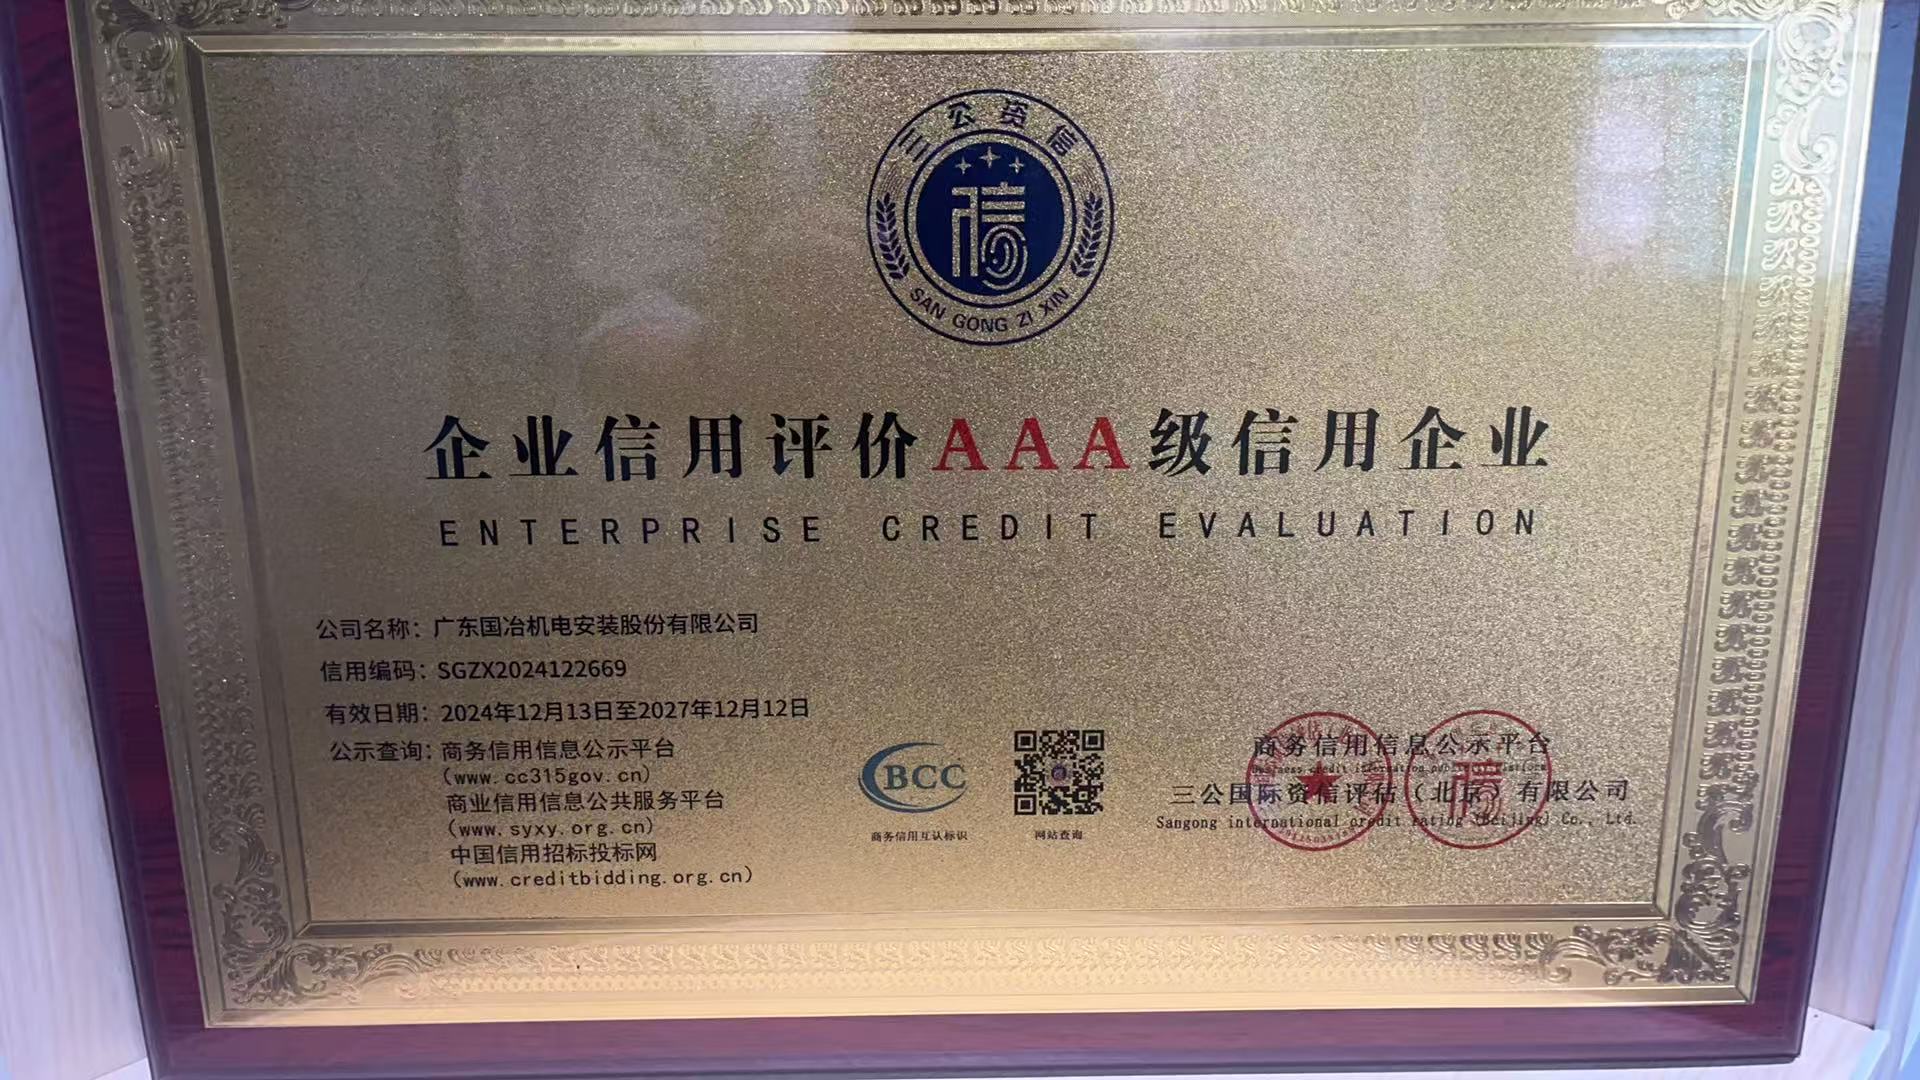 三公资信
信
SAN GONG ZI XIN
企业信用评价AAA级信用企业
ENTERPRISE CREDIT EVALUATION
公司名称：广东国冶机电安装股份有限公司
信用编码：SGZX2024122669
有效日期：2024年12月13日至2027年12月12日
公示查询：商务信用信息公示平台
（www.cc315gov.cn）
商业信用信息公共服务平台
（www.syxy.org.cn）
中国信用招标投标网
（www.creditbidding.org.cn）
BCC
商务信用互认标识
网站查询
商务信用信息公示平台
Business credit information publicity platform
三公国际资信评估（北京）有限公司
Sangong international credit rating (Beijing) Co., Ltd.